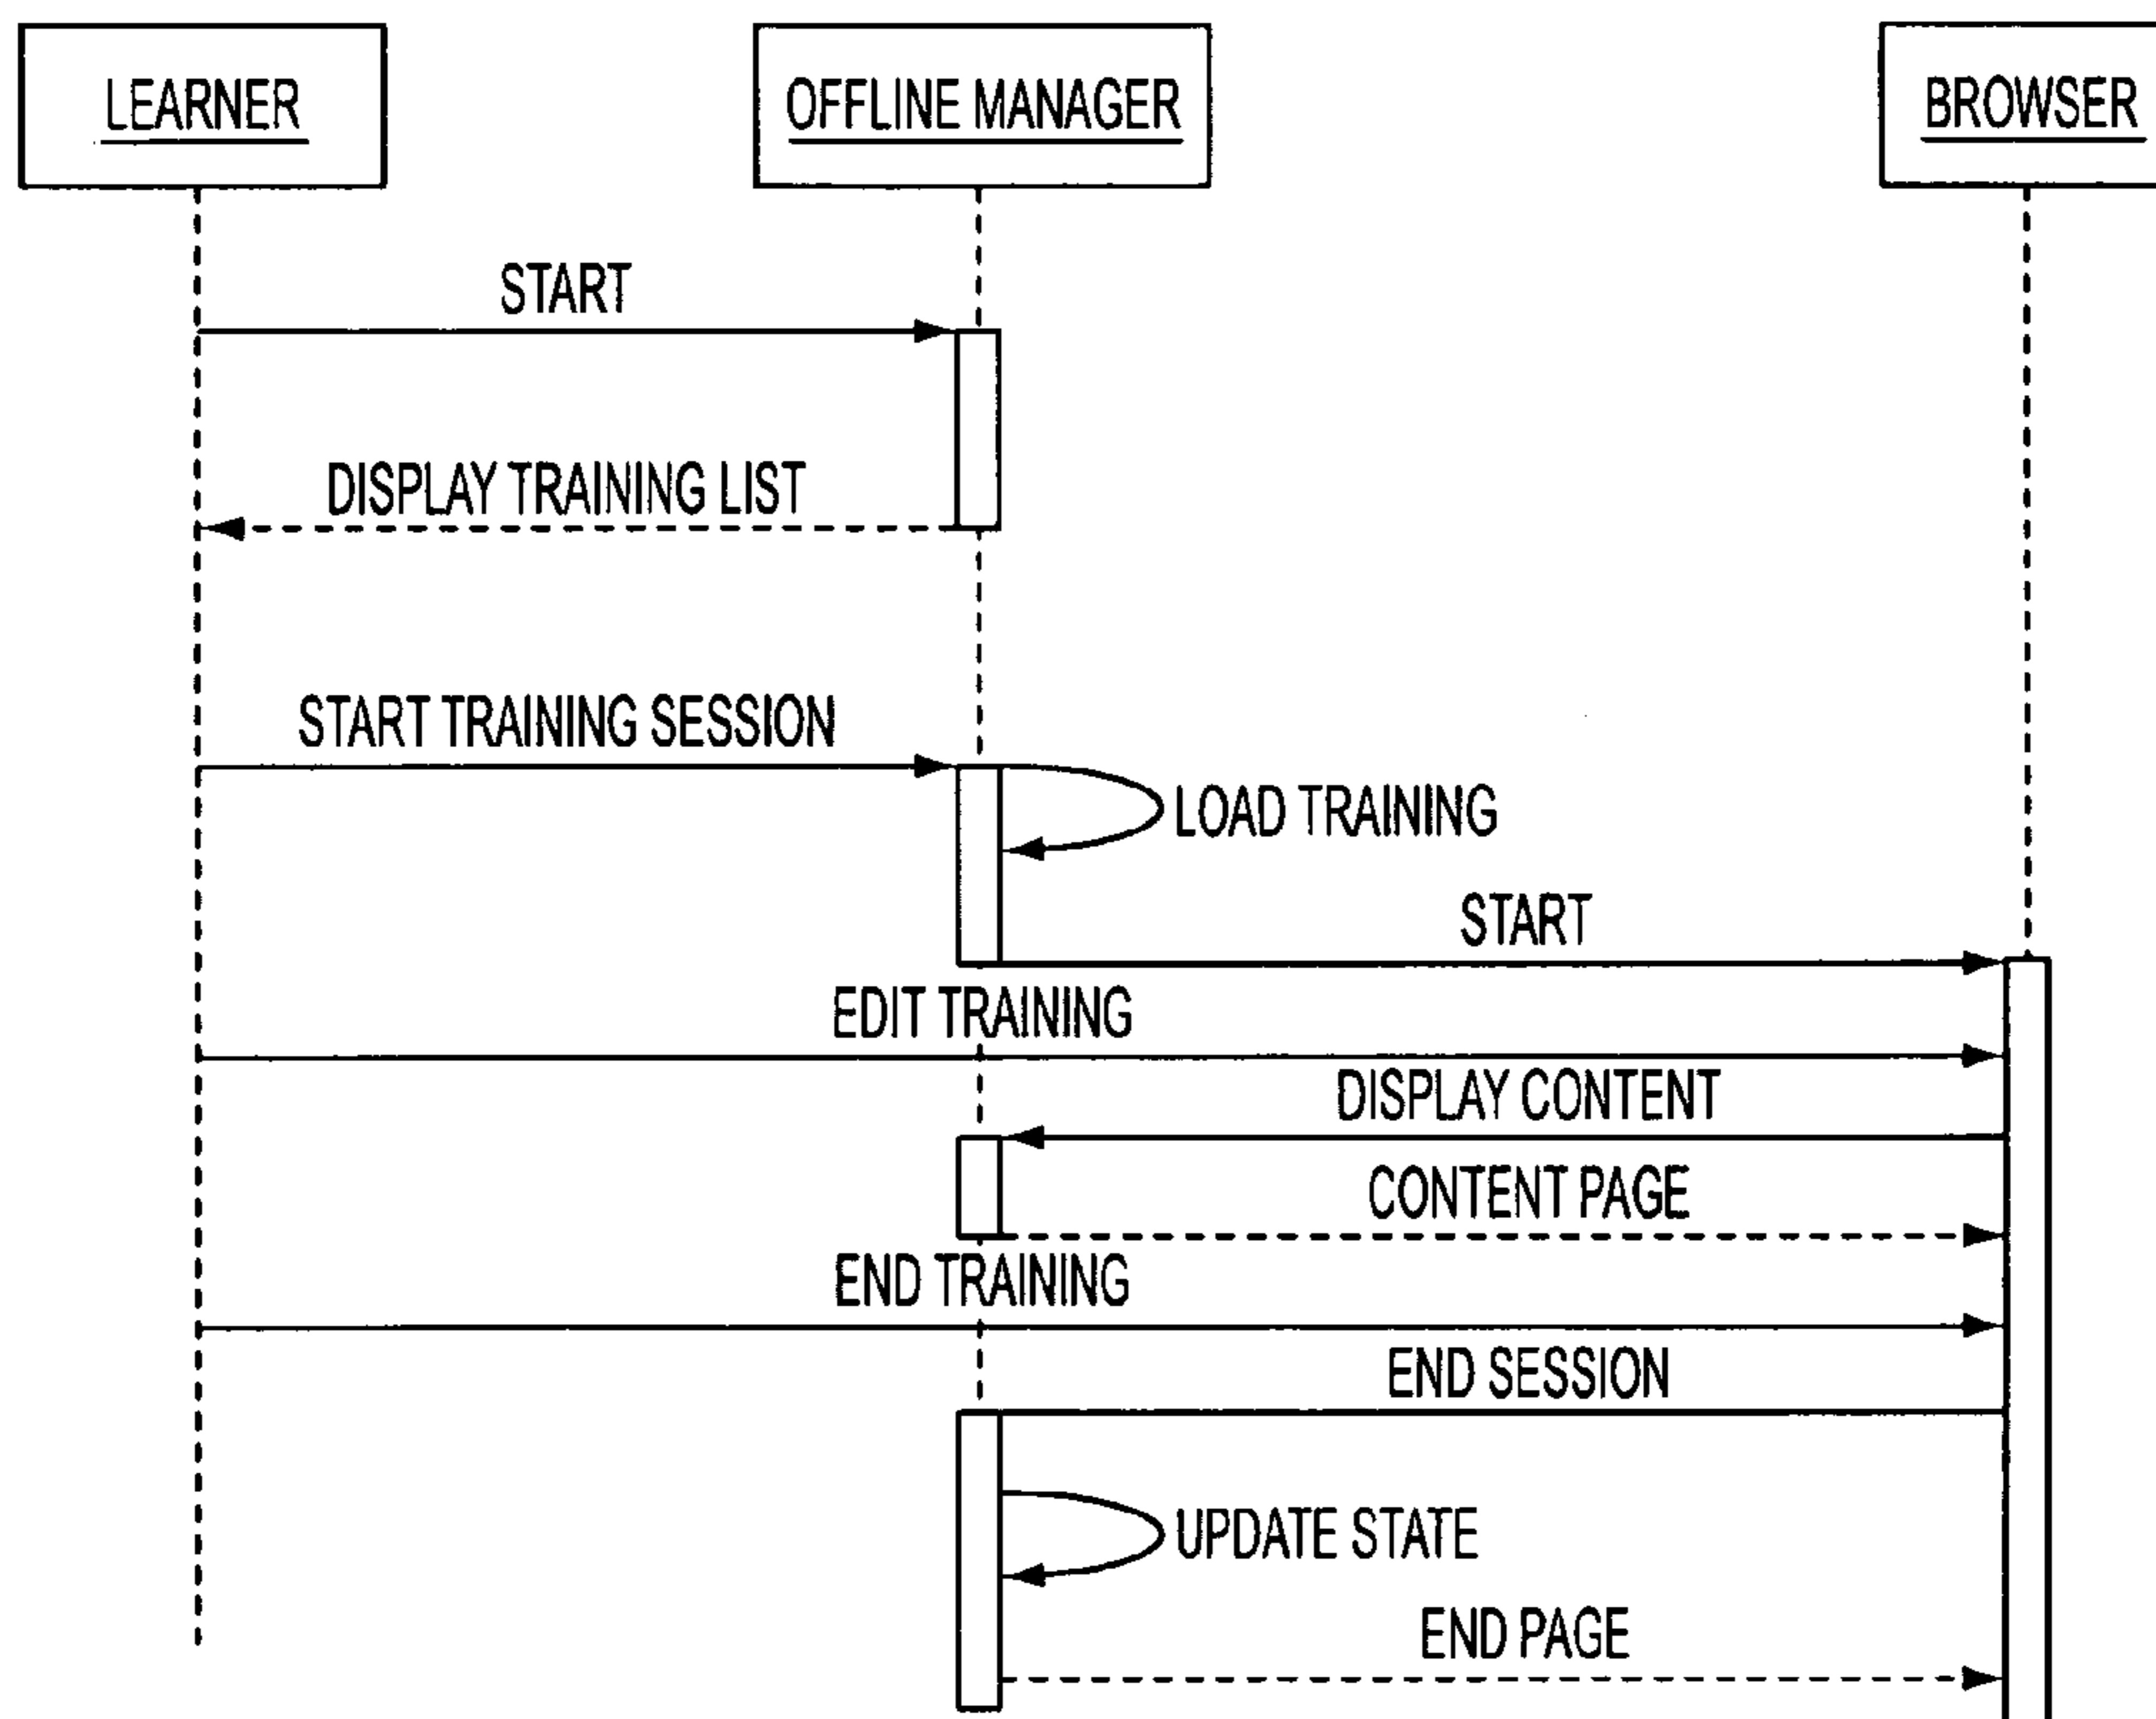 LEARNER
OFFLINE MANAGER
BROWSER
START
DISPLAY TRAINING LIST
START TRAINING SESSION
LOAD TRAINING
START
EDIT TRAINING
DISPLAY CONTENT
CONTENT PAGE
END TRAINING
END SESSION
UPDATE STATE
END PAGE